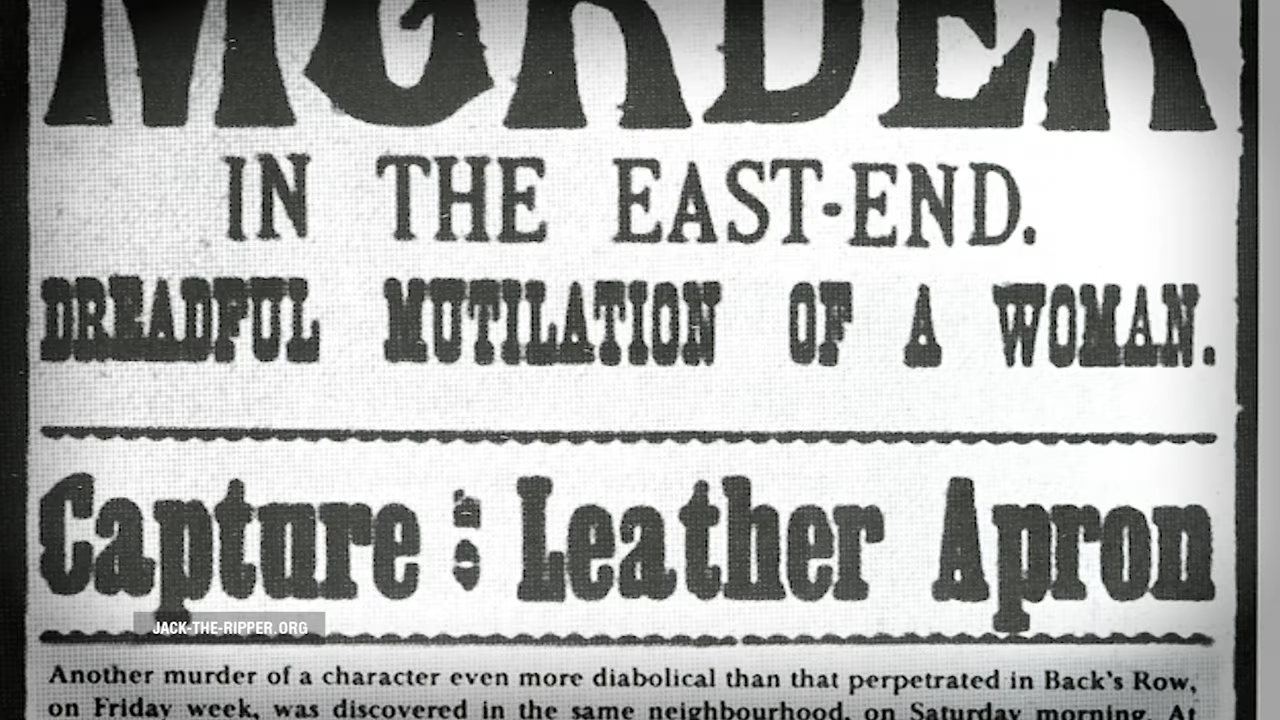 MURDER
IN THE EAST-END.
DREADFUL MUTILATION OF A WOMAN.
Capture : Leather Apron
JACK-THE-RIPPER.ORG
Another murder of a character even more diabolical than that perpetrated in Back's Row,
on Friday week, was discovered in the same neighbourhood, on Saturday morning. At